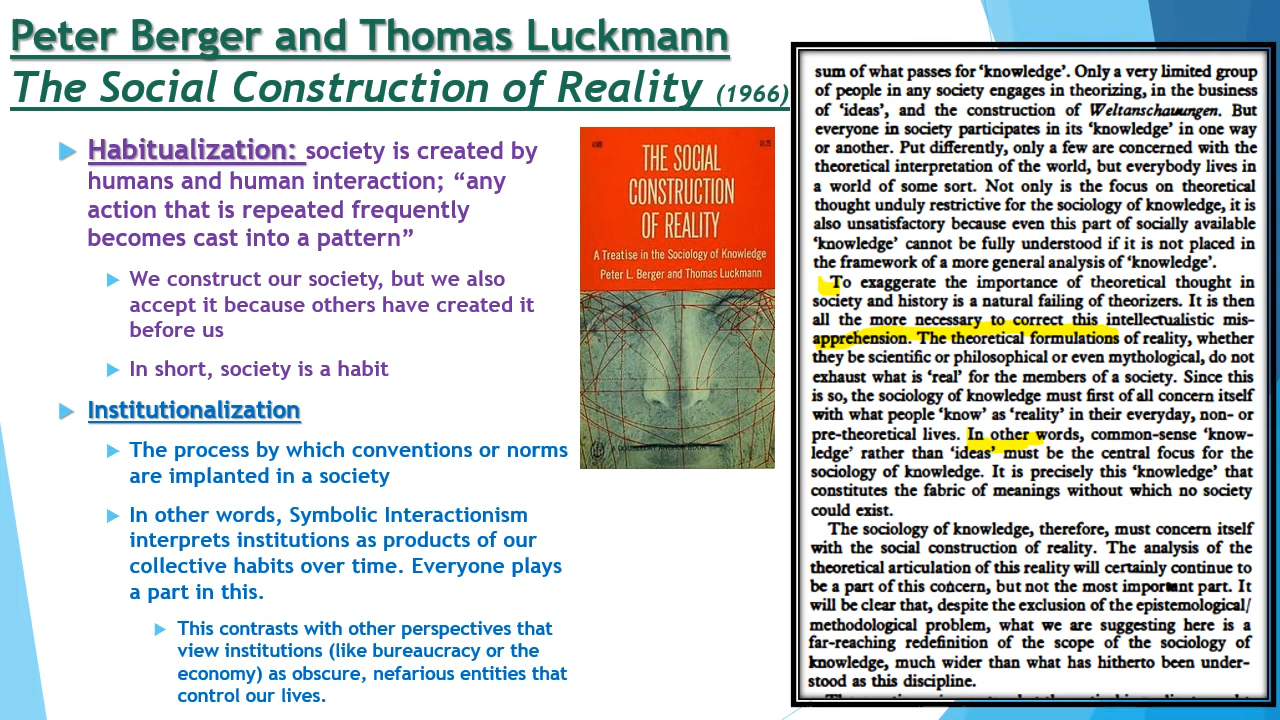 Peter Berger and Thomas Luckmann
The Social Construction of Reality (1966)
Habitualization: society is created by
humans and human interaction; “any
action that is repeated frequently
becomes cast into a pattern”
We construct our society, but we also
accept it because others have created it
before us
In short, society is a habit
Institutionalization
The process by which conventions or norms
are implanted in a society
In other words, Symbolic Interactionism
interprets institutions as products of our
collective habits over time. Everyone plays
a part in this.
This contrasts with other perspectives that
view institutions (like bureaucracy or the
economy) as obscure, nefarious entities that
control our lives.
THE SOCIAL
CONSTRUCTION
OF REALITY
A Treatise in the Sociology of Knowledge
Peter L. Berger and Thomas Luckmann
sum of what passes for ‘knowledge’. Only a very limited group
of people in any society engages in theorizing, in the business
of ‘ideas’, and the construction of Weltanschauungen. But
everyone in society participates in its ‘knowledge’ in one way
or another. Put differently, only a few are concerned with the
theoretical interpretation of the world, but everybody lives in
a world of some sort. Not only is the focus on theoretical
thought unduly restrictive for the sociology of knowledge, it is
also unsatisfactory because even this part of socially available
‘knowledge’ cannot be fully understood if it is not placed in
the framework of a more general analysis of ‘knowledge’.
To exaggerate the importance of theoretical thought in
society and history is a natural failing of theorizers. It is then
all the more necessary to correct this intellectualistic mis-
apprehension. The theoretical formulations of reality, whether
they be scientific or philosophical or even mythological, do not
exhaust what is ‘real’ for the members of a society. Since this
is so, the sociology of knowledge must first of all concern itself
with what people ‘know’ as ‘reality’ in their everyday, non- or
pre-theoretical lives. In other words, common-sense ‘know-
ledge’ rather than ‘ideas’ must be the central focus for the
sociology of knowledge. It is precisely this ‘knowledge’ that
constitutes the fabric of meanings without which no society
could exist.
The sociology of knowledge, therefore, must concern itself
with the social construction of reality. The analysis of the
theoretical articulation of this reality will certainly continue to
be a part of this concern, but not the most important part. It
will be clear that, despite the exclusion of the epistemological/
methodological problem, what we are suggesting here is a
far-reaching redefinition of the scope of the sociology of
knowledge, much wider than what has hitherto been under-
stood as this discipline.